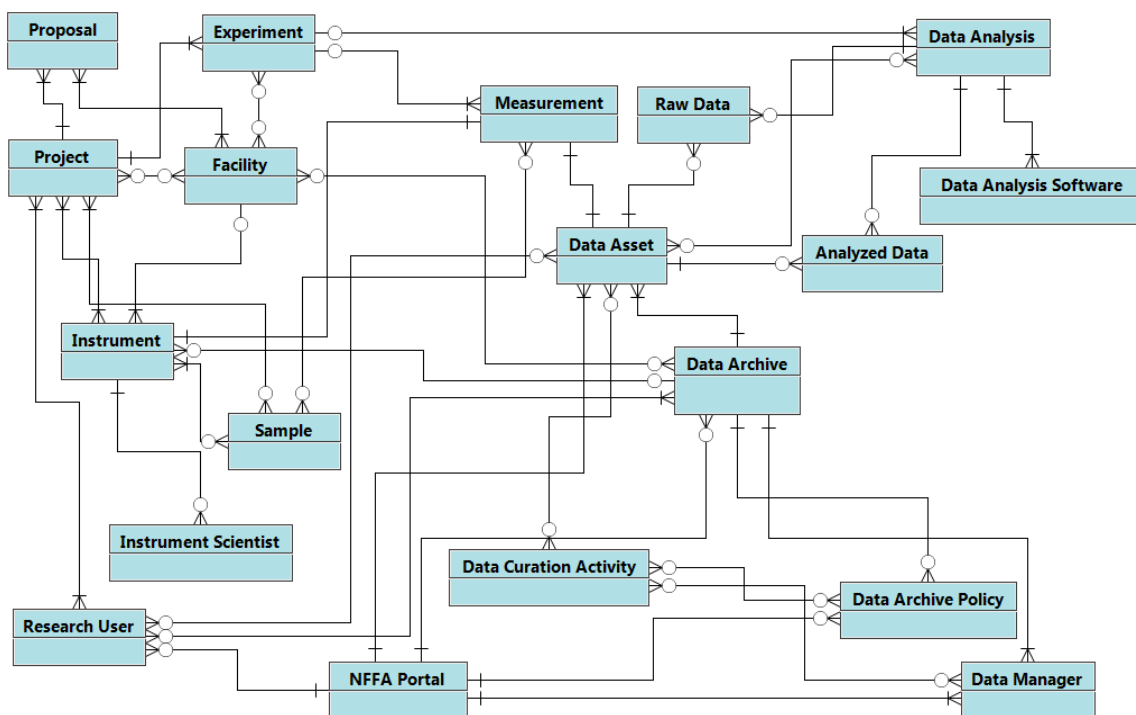 Proposal
Experiment
Data Analysis
Measurement
Raw Data
Project
Facility
Data Analysis Software
Data Asset
Analyzed Data
Instrument
Data Archive
Sample
Instrument Scientist
Data Curation Activity
Data Archive Policy
Research User
NFFA Portal
Data Manager